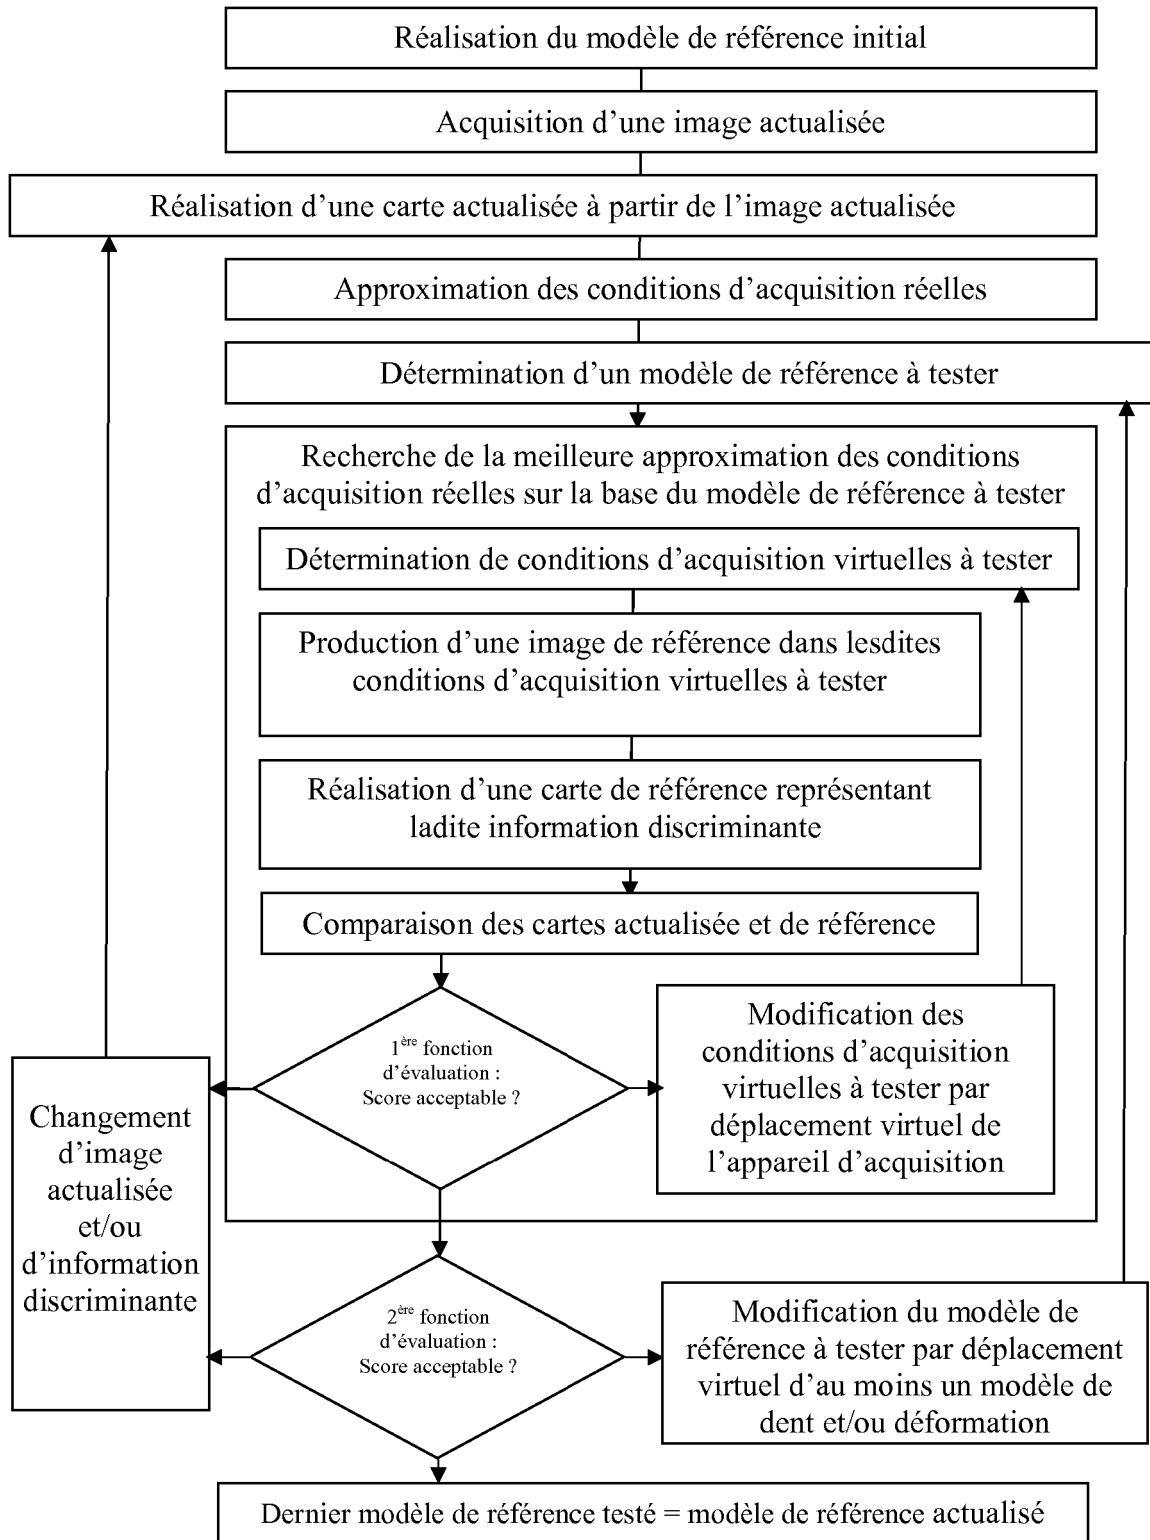 Réalisation du modèle de référence initial
Acquisition d’une image actualisée
Réalisation d’une carte actualisée à partir de l’image actualisée
Approximation des conditions d’acquisition réelles
Détermination d’un modèle de référence à tester
Recherche de la meilleure approximation des conditions
d’acquisition réelles sur la base du modèle de référence à tester
Détermination de conditions d’acquisition virtuelles à tester
Production d’une image de référence dans lesdites
conditions d’acquisition virtuelles à tester
Réalisation d’une carte de référence représentant
ladite information discriminante
Comparaison des cartes actualisée et de référence
1ère fonction
d’évaluation :
Score acceptable ?
Modification des
conditions d’acquisition
virtuelles à tester par
déplacement virtuel de
l’appareil d’acquisition
Changement
d’image
actualisée
et/ou
d’information
discriminante
2ère fonction
d’évaluation :
Score acceptable ?
Modification du modèle de
référence à tester par déplacement
virtuel d’au moins un modèle de
dent et/ou déformation
Dernier modèle de référence testé = modèle de référence actualisé